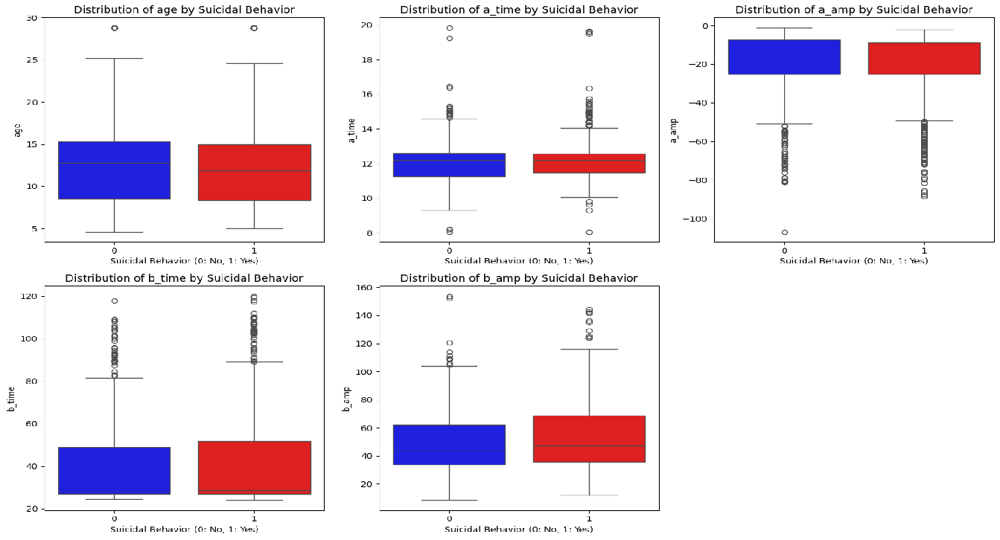 Distribution of age by Suicidal Behavior
30
25
20
15
10
5
age
0
1
Suicidal Behavior (0: No, 1: Yes)
Distribution of a_time by Suicidal Behavior
20
18
16
14
12
10
8
a_time
0
1
Suicidal Behavior (0: No, 1: Yes)
Distribution of a_amp by Suicidal Behavior
0
−20
−40
−60
−80
−100
a_amp
0
1
Suicidal Behavior (0: No, 1: Yes)
Distribution of b_time by Suicidal Behavior
120
100
80
60
40
20
b_time
0
1
Suicidal Behavior (0: No, 1: Yes)
Distribution of b_amp by Suicidal Behavior
160
140
120
100
80
60
40
20
b_amp
0
1
Suicidal Behavior (0: No, 1: Yes)